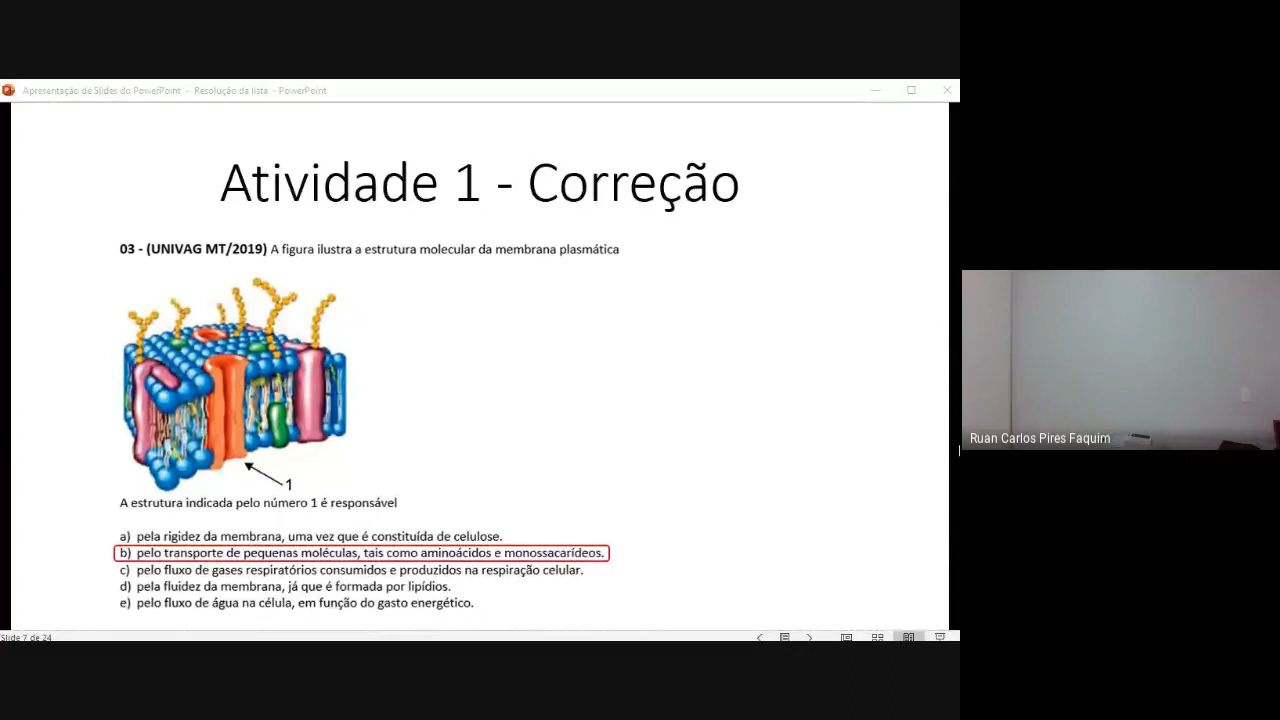 Apresentação de Slides do PowerPoint - Resolução da lista - PowerPoint
Atividade 1 - Correção
03 - (UNIVAG MT/2019) A figura ilustra a estrutura molecular da membrana plasmática
1
A estrutura indicada pelo número 1 é responsável
a) pela rigidez da membrana, uma vez que é constituída de celulose.
b) pelo transporte de pequenas moléculas, tais como aminoácidos e monossacarídeos.
c) pelo fluxo de gases respiratórios consumidos e produzidos na respiração celular.
d) pela fluidez da membrana, já que é formada por lipídios.
e) pelo fluxo de água na célula, em função do gasto energético.
Slide 7 de 24
Ruan Carlos Pires Faquim